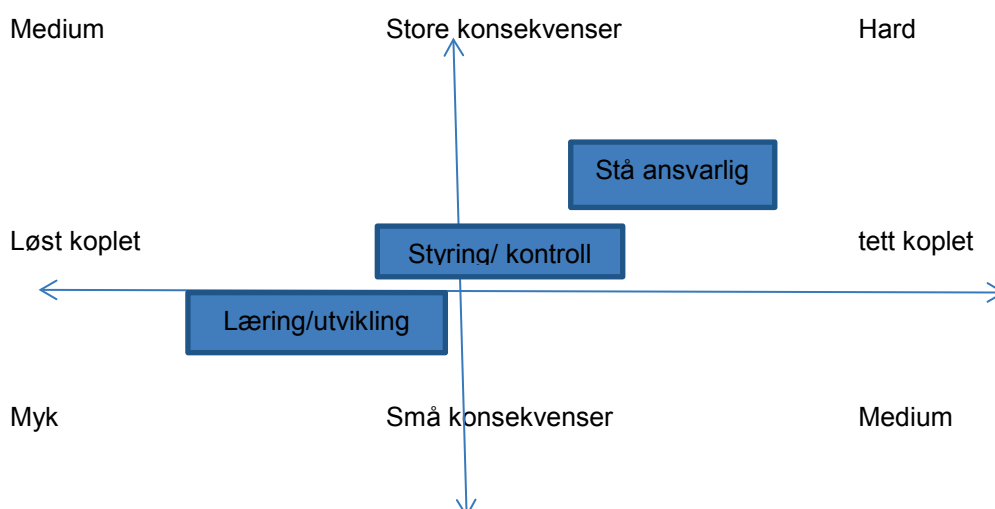 Medium Store konsekvenser Hard
Stå ansvarlig
Løst koplet Styring/ kontroll tett koplet
Læring/utvikling
Myk Små konsekvenser Medium